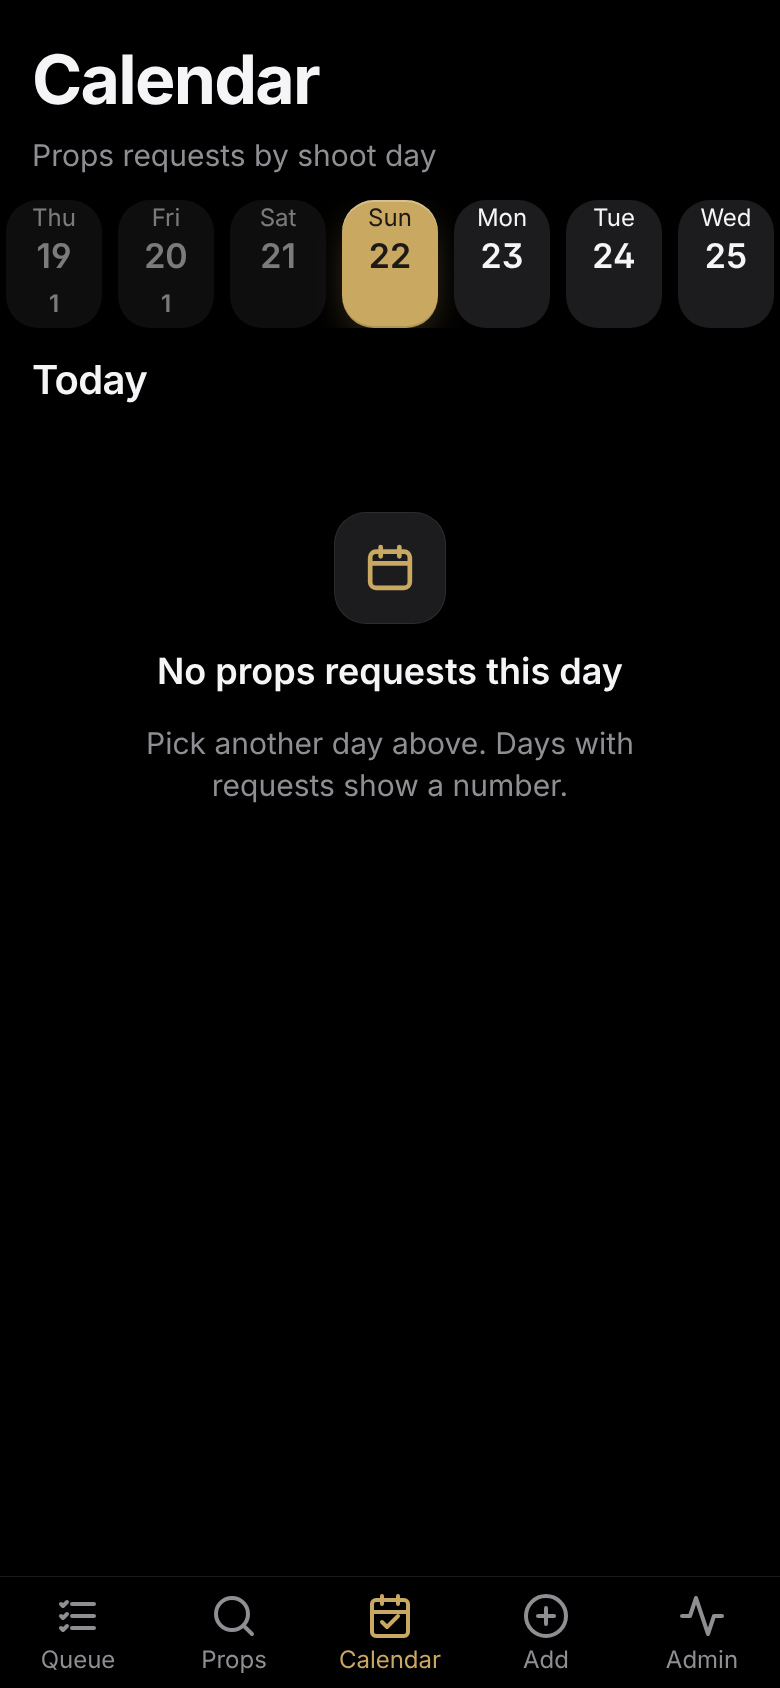 Calendar
Props requests by shoot day
Thu Fri Sat Sun Mon Tue Wed
19 20 21 22 23 24 25
1 1
Today
No props requests this day
Pick another day above. Days with
requests show a number.
Queue Props Calendar Add Admin